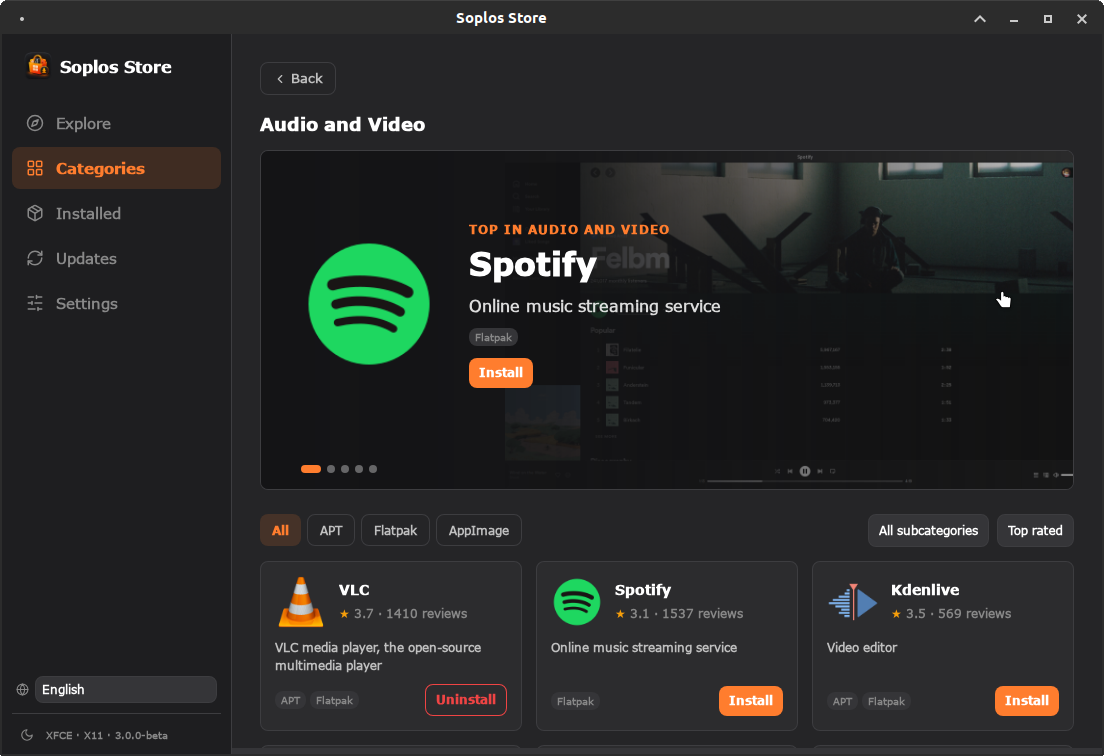 Soplos Store
Soplos Store
Explore
Categories
Installed
Updates
Settings
English
XFCE · X11 · 3.0.0-beta
Back
Audio and Video
Spotify
TOP IN AUDIO AND VIDEO
Felbm
Spotify
Online music streaming service
Popular
Flatpak
Install
All
APT
Flatpak
AppImage
All subcategories
Top rated
VLC
★ 3.7 · 1410 reviews
VLC media player, the open-source
multimedia player
APT
Flatpak
Uninstall
Spotify
★ 3.1 · 1537 reviews
Online music streaming service
Flatpak
Install
Kdenlive
★ 3.5 · 569 reviews
Video editor
APT
Flatpak
Install